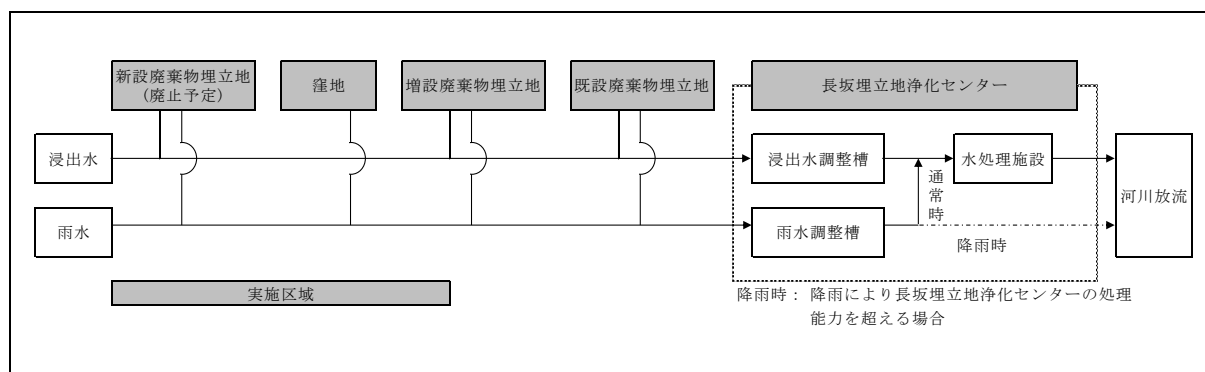 新設廃棄物埋立地
(廃止予定)
窪地
増設廃棄物埋立地
既設廃棄物埋立地
長坂埋立地浄化センター
浸出水
浸出水調整槽
水処理施設
通常時
河川放流
雨水
雨水調整槽
降雨時
実施区域
降雨時： 降雨により長坂埋立地浄化センターの処理
能力を超える場合